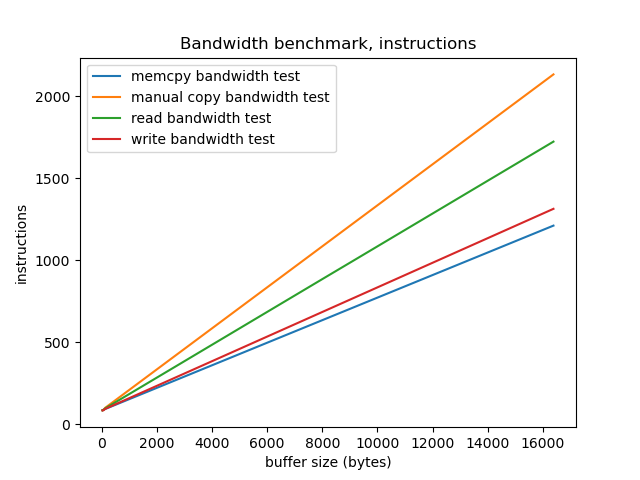 Bandwidth benchmark, instructions
memcpy bandwidth test
manual copy bandwidth test
read bandwidth test
write bandwidth test
instructions
2000
1500
1000
500
0
0 2000 4000 6000 8000 10000 12000 14000 16000
buffer size (bytes)